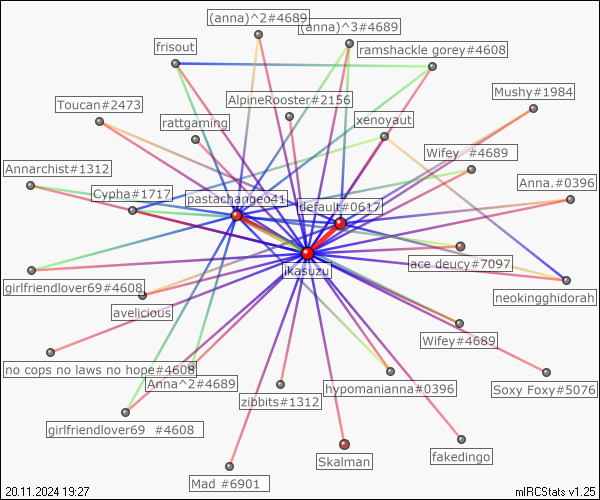 (anna)^2#4689
(anna)^3#4689
frisout
ramshackle gorey#4608
Mushy#1984
Toucan#2473
AlpineRooster#2156
rattgaming
xenoyaut
Wifey #4689
Annarchist#1312
Anna.#0396
Cypha#1717
pastachange041
default#0617
ace deucy#7097
jkasuzu
girlfriendlover69#4608
neokingghidorah
avelicious
Wifey#4689
no cops no laws no hope#4608
Anna^2#4689
hypomanianna#0396
Soxy Foxy#5076
zibbits#1312
girlfriendlover69 #4608
Skalman
fakedingo
Mad #6901
20.11.2024 19:27
mIRCStats v1.25